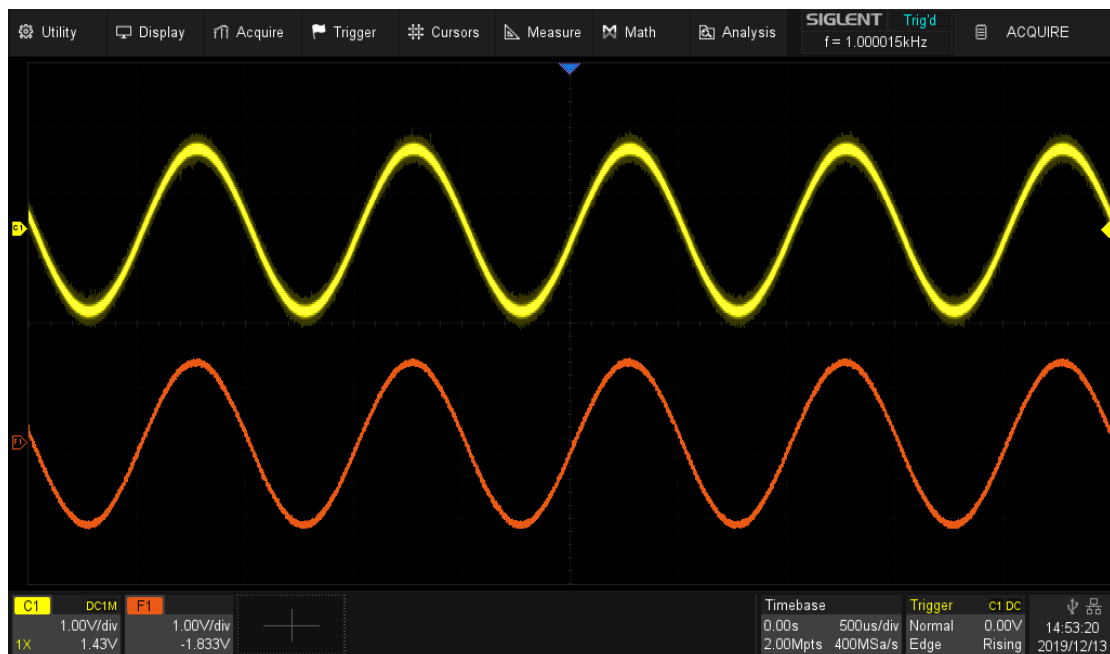 Utility Display Acquire Trigger Cursors Measure Math Analysis SIGLENT Trig'd ACQUIRE
f = 1.000015kHz
C1
F1
C1 DC1M F1 Timebase Trigger C1 DC
1.00V/div 1.00V/div 0.00s 500us/div Normal 0.00V 14:53:20
1X 1.43V -1.833V 2.00Mpts 400MSa/s Edge Rising 2019/12/13